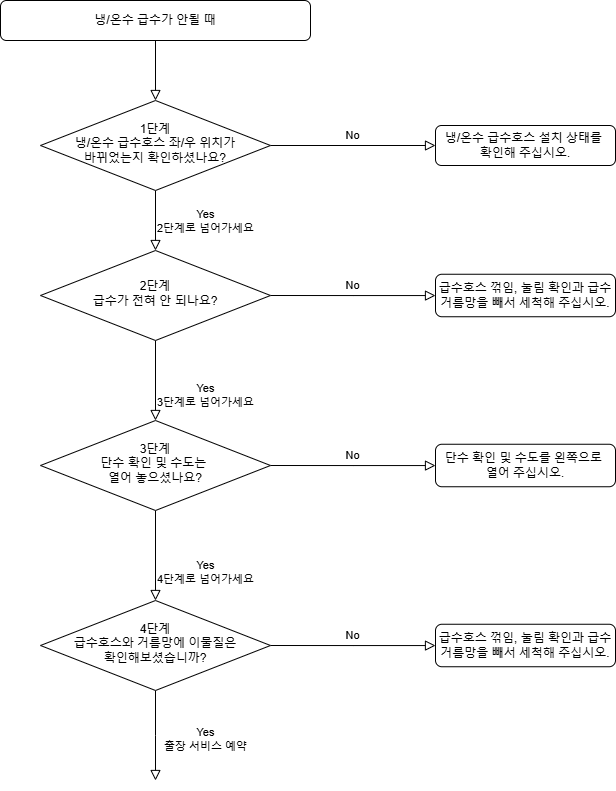 냉/온수 급수가 안될 때
1단계
냉/온수 급수호스 좌/우 위치가
바뀌었는지 확인하셨나요?
No
냉/온수 급수호스 설치 상태를
확인해 주십시오.
Yes
2단계로 넘어가세요
2단계
급수가 전혀 안 되나요?
No
급수호스 꺾임, 눌림 확인과 급수
거름망을 빼서 세척해 주십시오.
Yes
3단계로 넘어가세요
3단계
단수 확인 및 수도는
열어 놓으셨나요?
No
단수 확인 및 수도를 왼쪽으로
열어 주십시오.
Yes
4단계로 넘어가세요
4단계
급수호스와 거름망에 이물질은
확인해보셨습니까?
No
급수호스 꺾임, 눌림 확인과 급수
거름망을 빼서 세척해 주십시오.
Yes
출장 서비스 예약